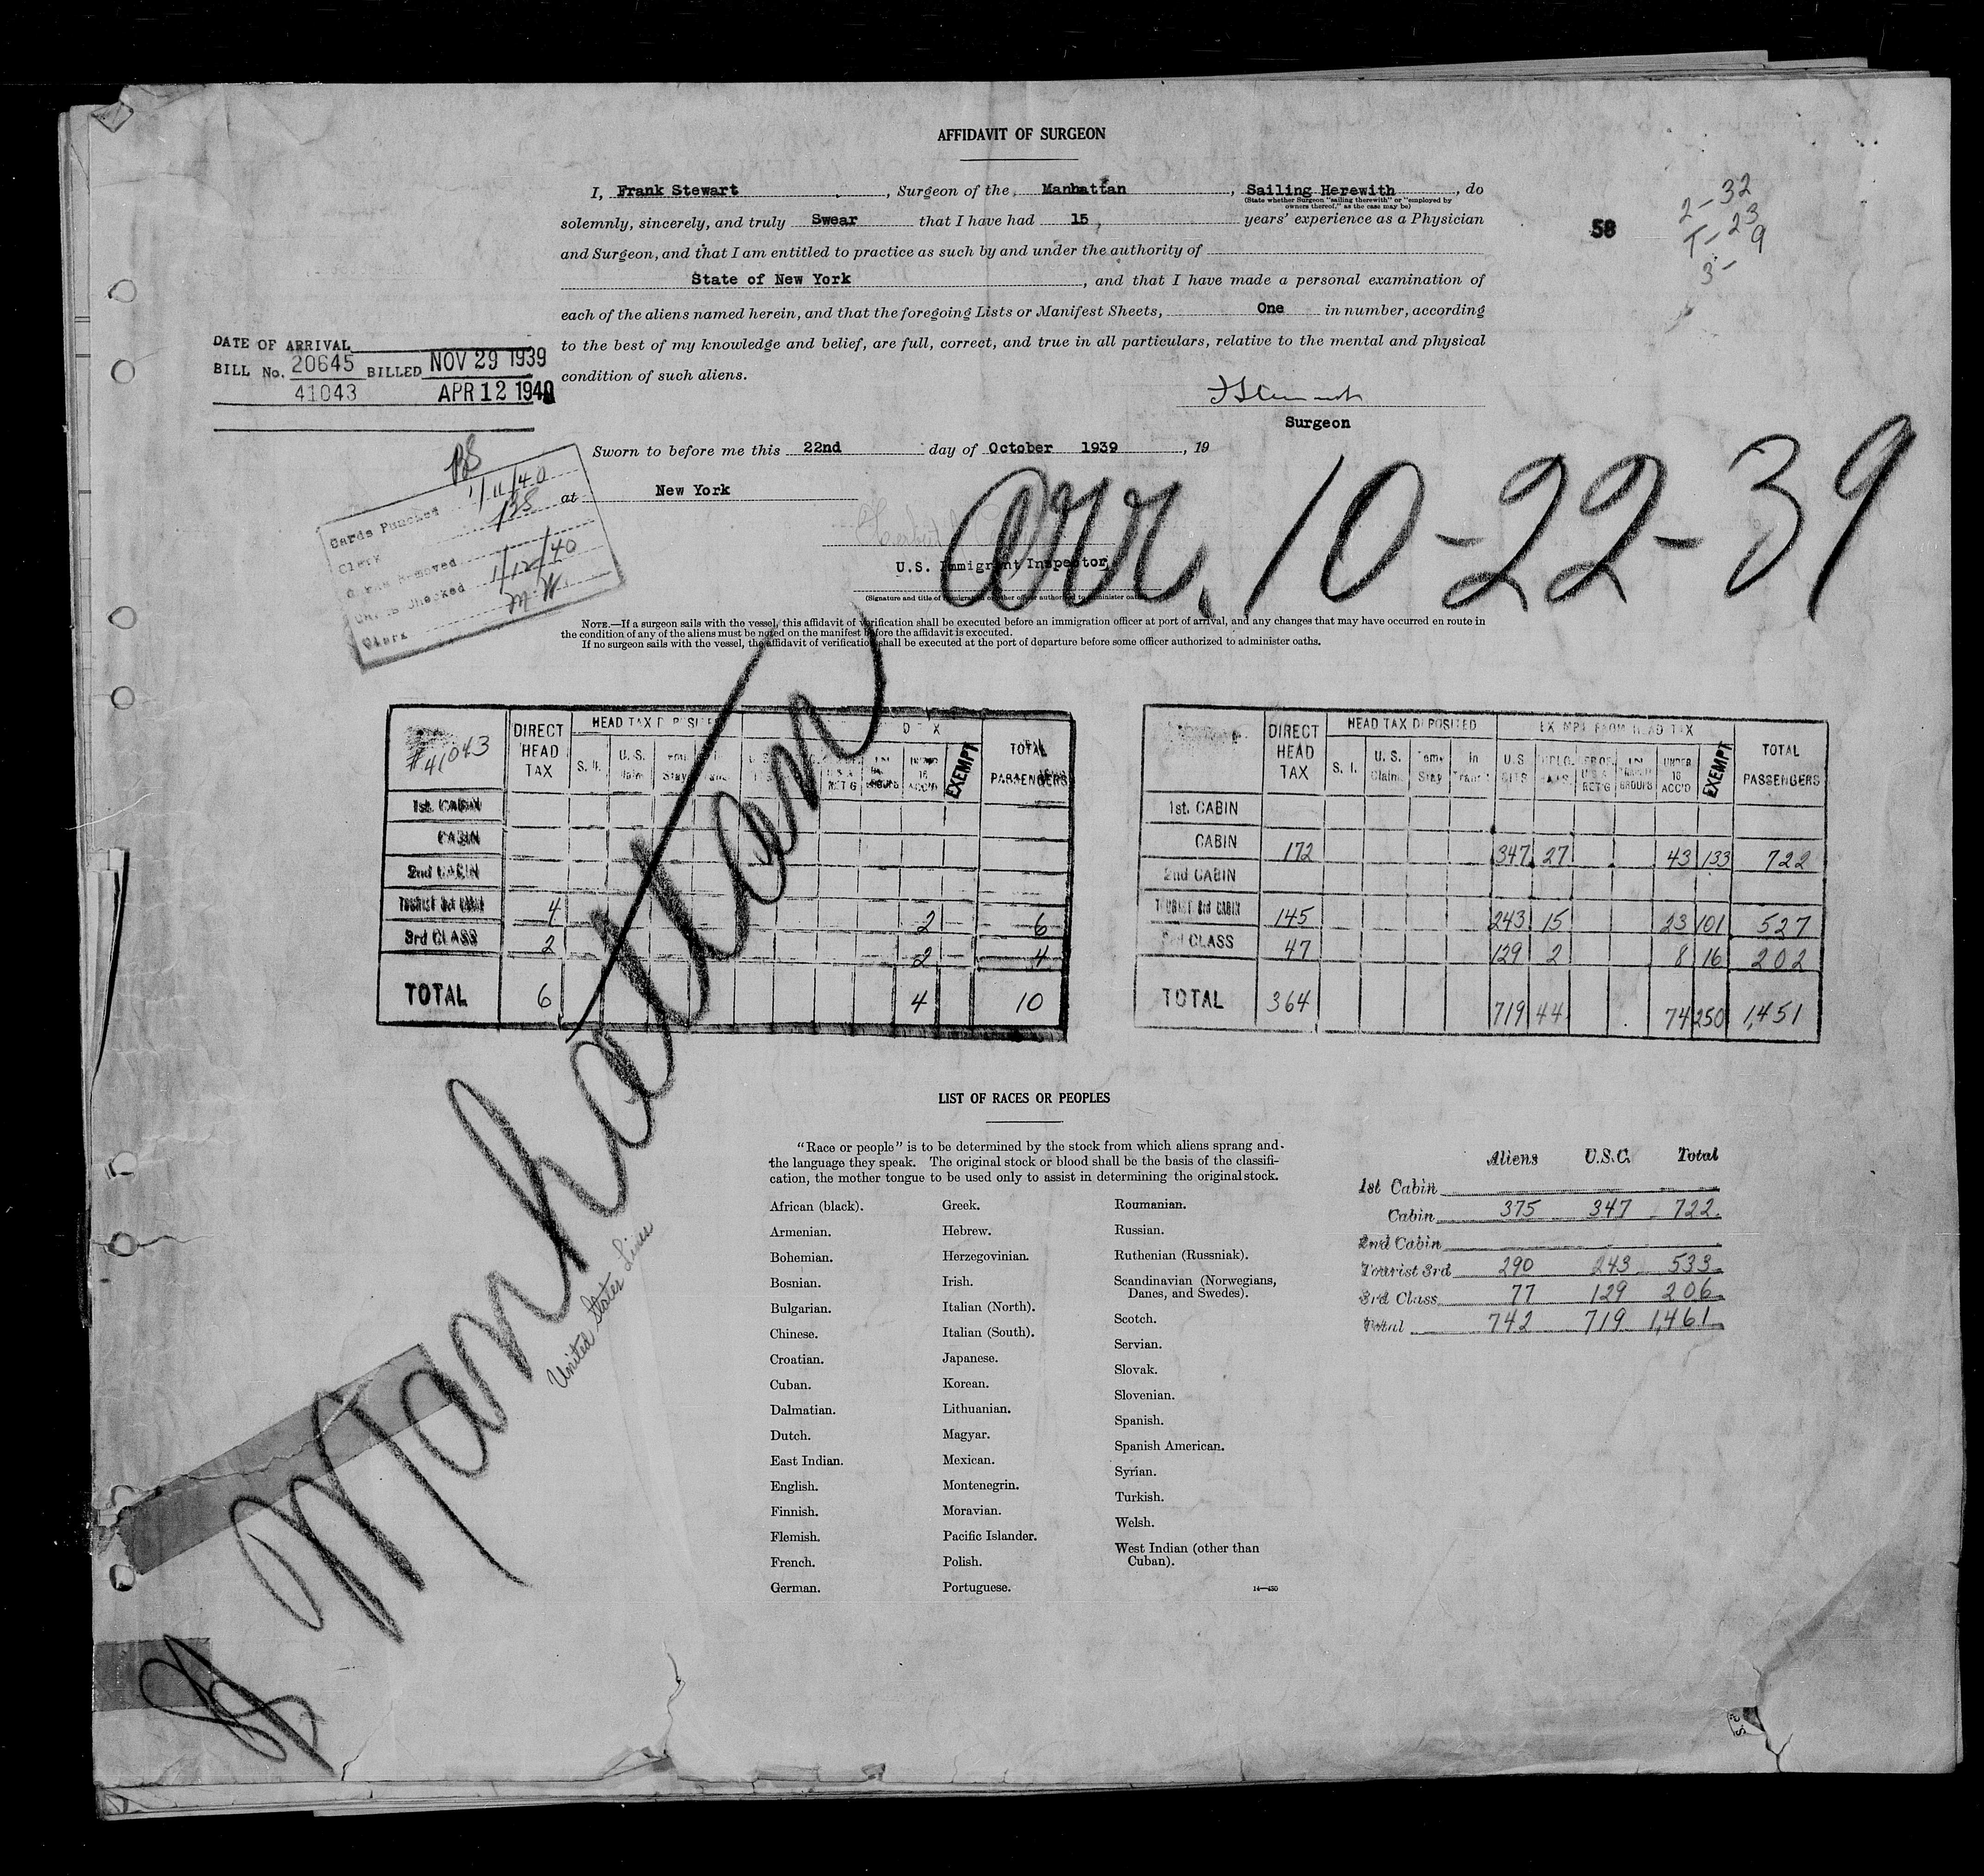 AFFIDAVIT OF SURGEON
I, Frank Stewart, Surgeon of the Manhattan, Sailing Herewith, do
(State whether Surgeon "sailing therewith" or "employed by
owners thereof," as the case may be)
solemnly, sincerely, and truly Swear that I have had 15, years' experience as a Physician
and Surgeon, and that I am entitled to practice as such by and under the authority of
State of New York, and that I have made a personal examination of
each of the aliens named herein, and that the foregoing Lists or Manifest Sheets, One in number, according
to the best of my knowledge and belief, are full, correct, and true in all particulars, relative to the mental and physical
condition of such aliens.
58
2-32
T-23
3-9
DATE OF ARRIVAL
BILL No. 20645 BILLED NOV 29 1939
41043 APR 12 1940
Surgeon
Sworn to before me this 22nd day of October 1939, 19
at New York
arr. 10-22-39
U.S. Immigrant Inspector
Cards Punched 1/11/40
Clerk
Removed
Checked 1/12/40
Clerk M.W.
NOTE.—If a surgeon sails with the vessel, this affidavit of verification shall be executed before an immigration officer at port of arrival, and any changes that may have occurred en route in
the condition of any of the aliens must be noted on the manifest before the affidavit is executed.
If no surgeon sails with the vessel, the affidavit of verification shall be executed at the port of departure before some officer authorized to administer oaths.
#41043 DIRECT HEAD TAX HEAD TAX DEPOSITED S. I. U. S. Claim Stay EXEMPT TOTAL PASSENGERS
1st. CABIN
CABIN
2nd CABIN
TOURIST 3rd CABIN 4 2 6
3rd CLASS 2 2 4
TOTAL 6 4 10
DIRECT HEAD TAX HEAD TAX DEPOSITED EXEMPT FROM HEAD TAX TOTAL PASSENGERS
S. I. U. S. Claims Temp Stay In Transit U.S. CITS DIPLO. UNDER 16 ACC'D EXEMPT
1st. CABIN
CABIN 172 347 27 43 133 722
2nd CABIN
TOURIST 3rd CABIN 145 243 15 23 101 527
3rd CLASS 47 129 2 8 16 202
TOTAL 364 719 44 74 250 1,451
Manhattan
United States Lines
LIST OF RACES OR PEOPLES
"Race or people" is to be determined by the stock from which aliens sprang and
the language they speak. The original stock or blood shall be the basis of the classifi-
cation, the mother tongue to be used only to assist in determining the original stock.
African (black).
Armenian.
Bohemian.
Bosnian.
Bulgarian.
Chinese.
Croatian.
Cuban.
Dalmatian.
Dutch.
East Indian.
English.
Finnish.
Flemish.
French.
German.
Greek.
Hebrew.
Herzegovinian.
Irish.
Italian (North).
Italian (South).
Japanese.
Korean.
Lithuanian.
Magyar.
Mexican.
Montenegrin.
Moravian.
Pacific Islander.
Polish.
Portuguese.
Roumanian.
Russian.
Ruthenian (Russniak).
Scandinavian (Norwegians,
Danes, and Swedes).
Scotch.
Servian.
Slovak.
Slovenian.
Spanish.
Spanish American.
Syrian.
Turkish.
Welsh.
West Indian (other than
Cuban).
14—430
Aliens U.S.C. Total
1st Cabin
Cabin 375 347 722
2nd Cabin
Tourist 3rd 290 243 533
3rd Class 77 129 206
Total 742 719 1,461